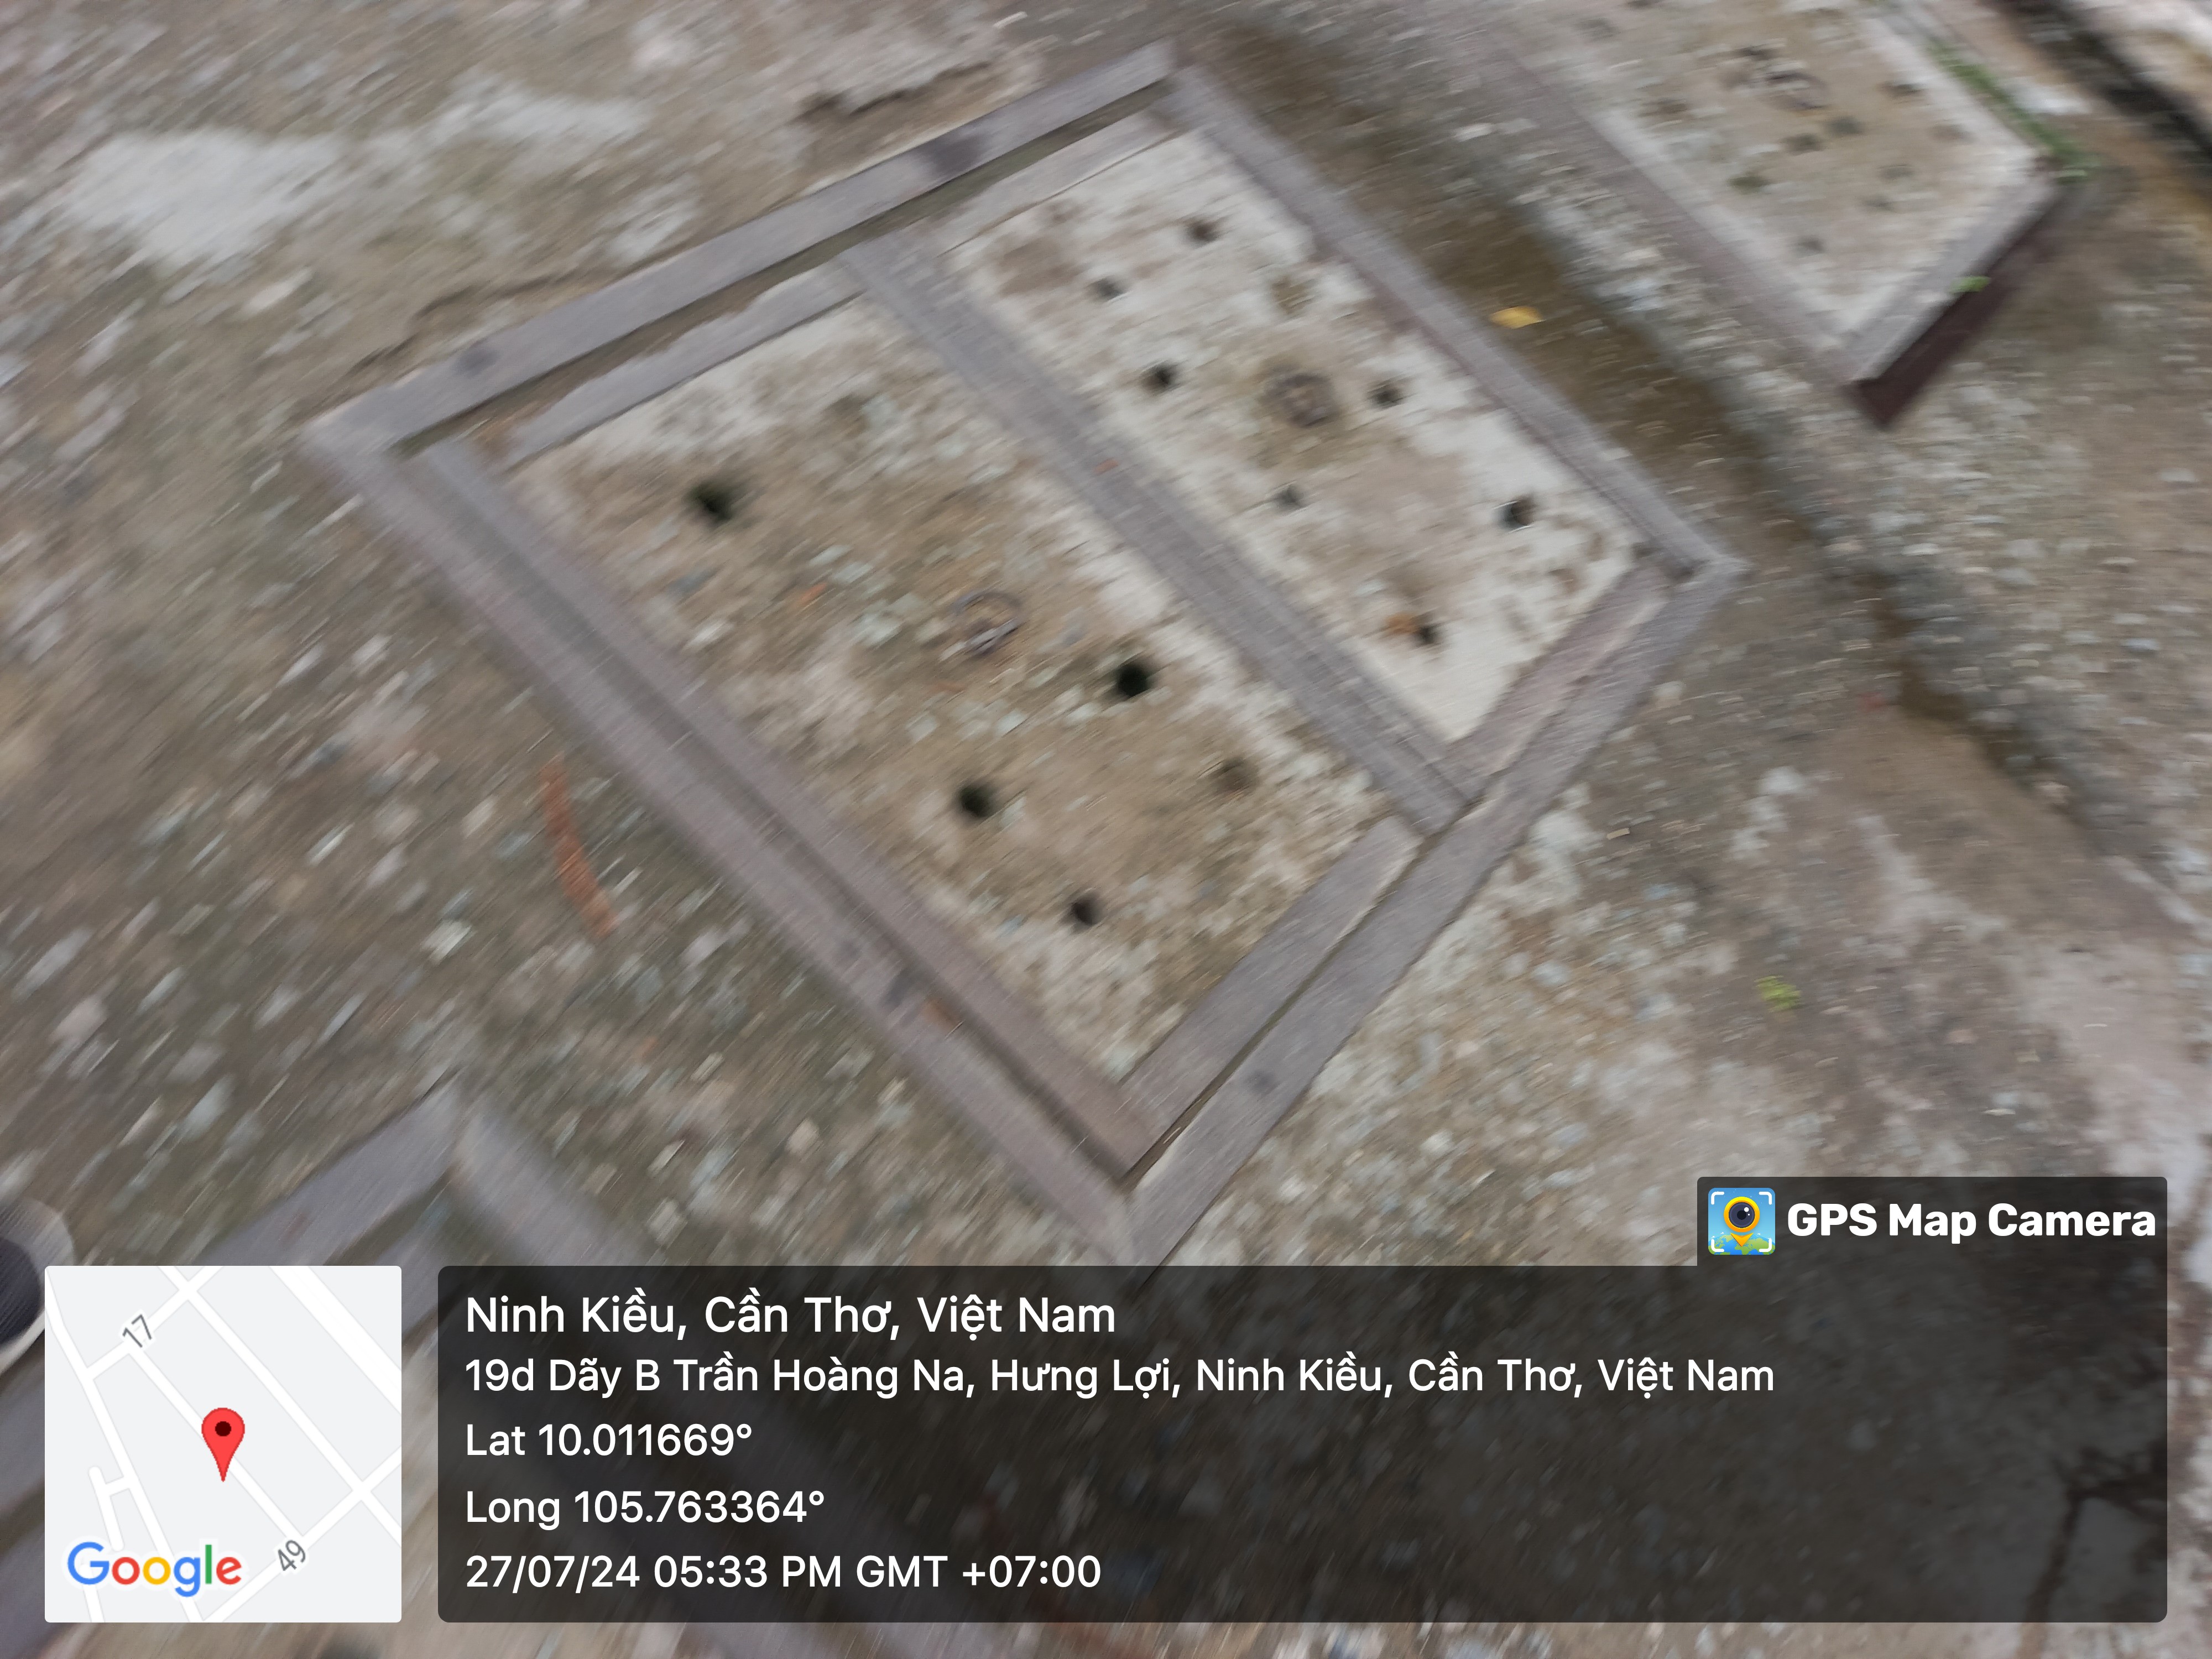 GPS Map Camera
Ninh Kiều, Cần Thơ, Việt Nam
19d Dãy B Trần Hoàng Na, Hưng Lợi, Ninh Kiều, Cần Thơ, Việt Nam
Lat 10.011669°
Long 105.763364°
27/07/24 05:33 PM GMT +07:00
17
49
Google